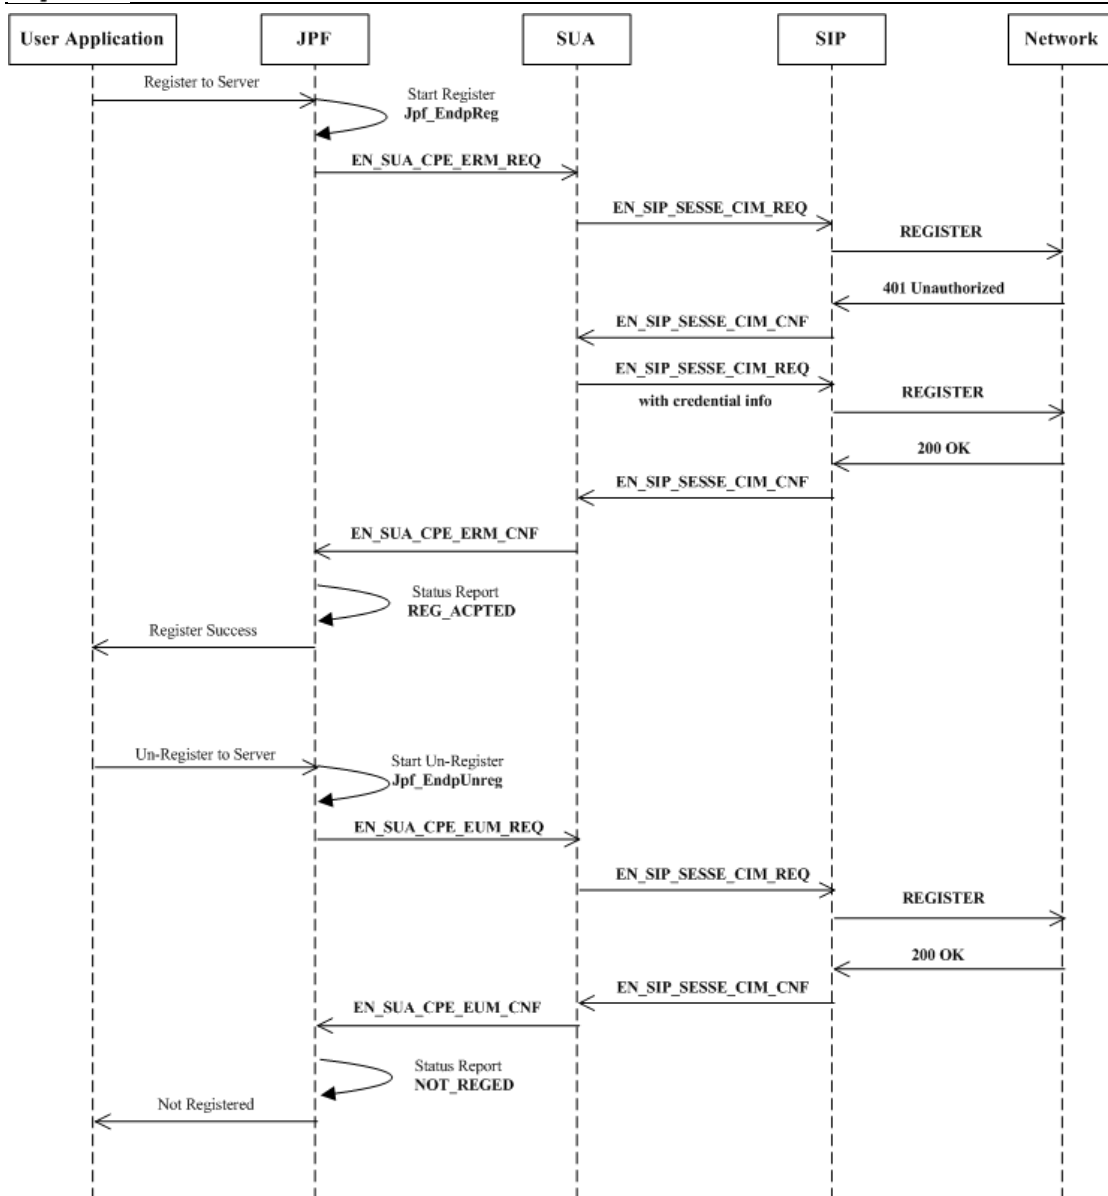 User Application JPF SUA SIP Network
Register to Server
Start Register
Jpf_EndpReg
EN_SUA_CPE_ERM_REQ
EN_SIP_SESSE_CIM_REQ
REGISTER
401 Unauthorized
EN_SIP_SESSE_CIM_CNF
EN_SIP_SESSE_CIM_REQ
with credential info
REGISTER
200 OK
EN_SIP_SESSE_CIM_CNF
EN_SUA_CPE_ERM_CNF
Status Report
REG_ACPTED
Register Success
Un-Register to Server
Start Un-Register
Jpf_EndpUnreg
EN_SUA_CPE_EUM_REQ
EN_SIP_SESSE_CIM_REQ
REGISTER
200 OK
EN_SIP_SESSE_CIM_CNF
EN_SUA_CPE_EUM_CNF
Status Report
NOT_REGED
Not Registered